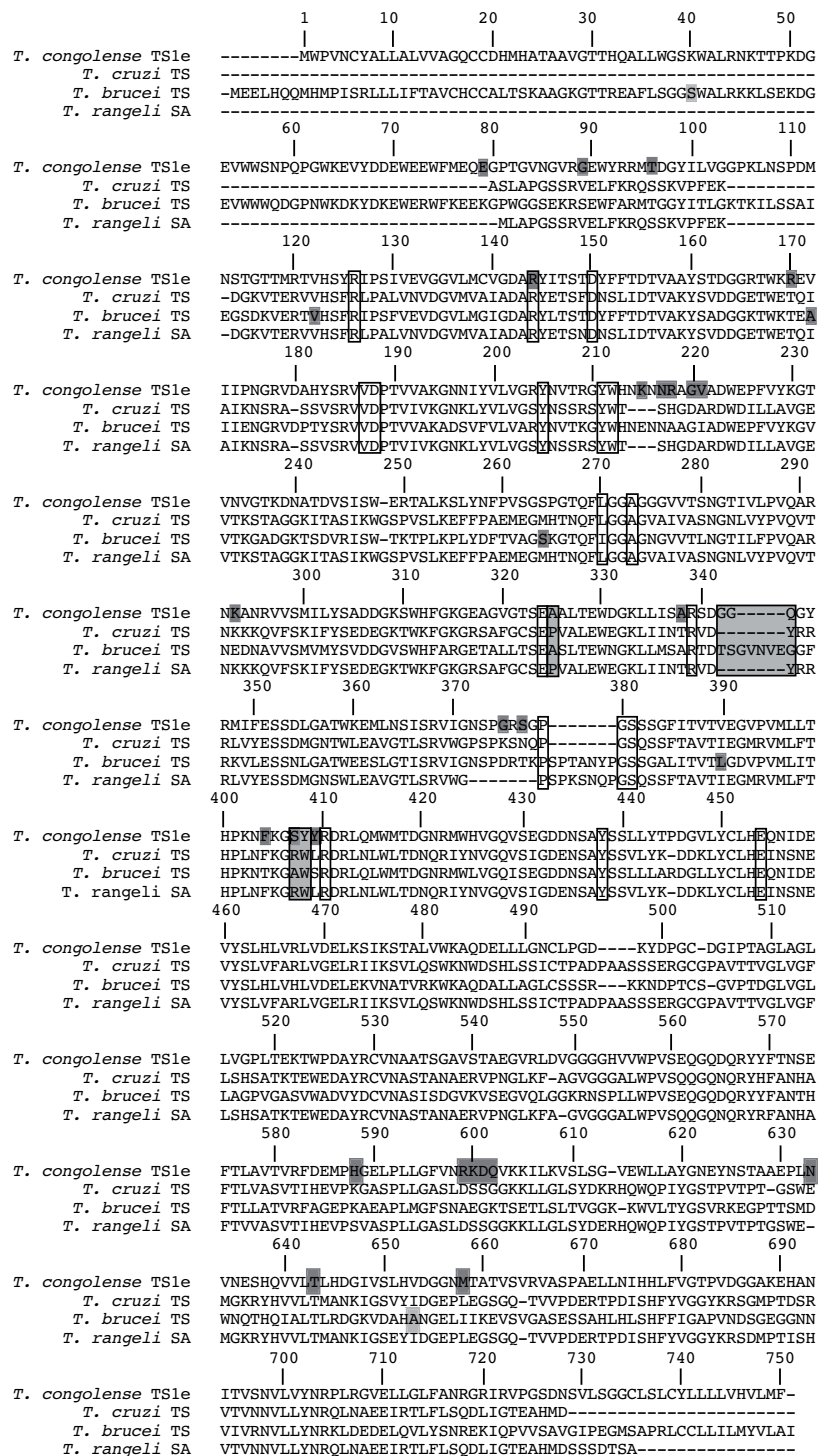 1 10 20 30 40 50
T. congolense TS1e --------MWPVNCYALLALVVAGQCCDHMHATAAVGTTHQALLWGSKWALRNKTTPKDG
T. cruzi TS ------------------------------------------------------------
T. brucei TS -MEELHQQMHMPISRLLLIFTAVCHCCALTSKAAGKGTTREAFLSGGSWALRKKLSEKDG
T. rangeli SA ------------------------------------------------------------
60 70 80 90 100 110
T. congolense TS1e EVWWSNPQPGWKEVYDDEWEEWFMEQEGPTGVNGVRGEWYRRMTDGYILVGGPKLNSPDM
T. cruzi TS ---------------------------ASLAPGSSRVELFKRQSSKVPFEK---------
T. brucei TS EVWWWQDGPNWKDKYDKEWERWFKEEKGPWGGSEKRSEWFARMTGGYITLGKTKILSSAI
T. rangeli SA ----------------------------MLAPGSSRVELFKRQSSKVPFEK---------
120 130 140 150 160 170
T. congolense TS1e NSTGTTMRTVHSYRIPSIVEVGGVLMCVGDARYITSTDYFFTDTVAAYSTDGGRTWKREV
T. cruzi TS -DGKVTERVVHSFRLPALVNVDGVMVAIADARYETSFDNSLIDTVAKYSVDDGETWETQI
T. brucei TS EGSDKVERTVHSFRIPSFVEVDGVLMGIGDARYLTSTDYFFTDTVAKYSADGGKTWKTEA
T. rangeli SA -DGKVTERVVHSFRLPALVNVDGVMVAIADARYETSNDNSLIDTVAKYSVDDGETWETQI
180 190 200 210 220 230
T. congolense TS1e IIPNGRVDAHYSRVVDPTVVAKGNNIYVLVGRYNVTRGYWHNKNNRAGVADWEPFVYKGT
T. cruzi TS AIKNSRA-SSVSRVVDPTVIVKGNKLYVLVGSYNSSRSYWT---SHGDARDWDILLAVGE
T. brucei TS IIENGRVDPTYSRVVDPTVVAKADSVFVLVARYNVTKGYWHNENNAAGIADWEPFVYKGV
T. rangeli SA AIKNSRA-SSVSRVVDPTVIVKGNKLYVLVGSYNSSRSYWT---SHGDARDWDILLAVGE
240 250 260 270 280 290
T. congolense TS1e VNVGTKDNATDVSISW-ERTALKSLYNFPVSGSPGTQFLGGAGGGVVTSNGTIVLPVQAR
T. cruzi TS VTKSTAGGKITASIKWGSPVSLKEFFPAEMEGMHTNQFLGGAGVAIVASNGNLVYPVQVT
T. brucei TS VTKGADGKTSDVRISW-TKTPLKPLYDFTVAGSKGTQFIGGAGNGVVTLNGTILFPVQAR
T. rangeli SA VTKSTAGGKITASIKWGSPVSLKEFFPAEMEGMHTNQFLGGAGVAIVASNGNLVYPVQVT
300 310 320 330 340
T. congolense TS1e NKANRVVSMILYSADDGKSWHFGKGEAGVGTSEAALTEWDGKLLISARSDGG-----QGY
T. cruzi TS NKKKQVFSKIFYSEDEGKTWKFGKGRSAFGCSEPVALEWEGKLIINTRVD-------YRR
T. brucei TS NEDNAVVSMVMYSVDDGVSWHFARGETALLTSEASLTEWNGKLLMSARTDTSGVNVEGGF
T. rangeli SA NKKKQVFSKIFYSEDEGKTWKFGKGRSAFGCSEPVALEWEGKLIINTRVD-------YRR
350 360 370 380 390
T. congolense TS1e RMIFESSDLGATWKEMLNSISRVIGNSPGRSGP-------GSSSGFITVTVEGVPVMLLT
T. cruzi TS RLVYESSDMGNTWLEAVGTLSRVWGPSPKSNQP-------GSQSSFTAVTIEGMRVMLFT
T. brucei TS RKVLESSNLGATWEESLGTISRVIGNSPDRTKPSPTANYPGSSGALITVTLGDVPVMLIT
T. rangeli SA RLVYESSDMGNSWLEAVGTLSRVWG-------PSPKSNQPGSQSSFTAVTIEGMRVMLFT
400 410 420 430 440 450
T. congolense TS1e HPKNFKGSYYRDRLQMWMTDGNRMWHVGQVSEGDDNSAYSSLLYTPDGVLYCLHEQNIDE
T. cruzi TS HPLNFKGRWLRDRLNLWLTDNQRIYNVGQVSIGDENSAYSSVLYK-DDKLYCLHEINSNE
T. brucei TS HPKNTKGAWSRDRLQLWMTDGNRMWLVGQISEGDDNSAYSSLLLARDGLLYCLHEQNIDE
T. rangeli SA HPLNFKGRWLRDRLNLWLTDNQRIYNVGQVSIGDENSAYSSVLYK-DDKLYCLHEINSNE
460 470 480 490 500 510
T. congolense TS1e VYSLHLVRLVDELKSIKSTALVWKAQDELLLGNCLPGD----KYDPGC-DGIPTAGLAGL
T. cruzi TS VYSLVFARLVGELRIIKSVLQSWKNWDSHLSSICTPADPAASSSERGCGPAVTTVGLVGF
T. brucei TS VYSLHLVHLVDELEKVNATVRKWKAQDALLAGLCSSSR---KKNDPTCS-GVPTDGLVGL
T. rangeli SA VYSLVFARLVGELRIIKSVLQSWKNWDSHLSSICTPADPAASSSERGCGPAVTTVGLVGF
520 530 540 550 560 570
T. congolense TS1e LVGPLTEKTWPDAYRCVNAATSGAVSTAEGVRLDVGGGGHVVWPVSEQGQDQRYYFTNSE
T. cruzi TS LSHSATKTEWEDAYRCVNASTANAERVPNGLKF-AGVGGGALWPVSQQGQNQRYHFANHA
T. brucei TS LAGPVGASVWADVYDCVNASISDGVKVSEGVQLGGKRNSPLLWPVSEQGQDQRYYFANTH
T. rangeli SA LSHSATKTEWEDAYRCVNASTANAERVPNGLKFA-GVGGGALWPVSQQGQNQRYRFANHA
580 590 600 610 620 630
T. congolense TS1e FTLAVTVRFDEMPHGELPLLGFVNRKDQVKKILKVSLSG-VEWLLAYGNEYNSTAAEPLN
T. cruzi TS FTLVASVTIHEVPKGASPLLGASLDSSGGKKLLGLSYDKRHQWQPIYGSTPVTPT-GSWE
T. brucei TS FTLLATVRFAGEPKAEAPLMGFSNAEGKTSETLSLTVGGK-KWVLTYGSVRKEGPTTSMD
T. rangeli SA FTVVASVTIHEVPSVASPLLGASLDSSGGKKLLGLSYDERHQWQPIYGSTPVTPTGSWE-
640 650 660 670 680 690
T. congolense TS1e VNESHQVVLTLHDGIVSLHVDGGNMTATVSVRVASPAELLNIHHLFVGTPVDGGAKEHAN
T. cruzi TS MGKRYHVVLTMANKIGSVYIDGEPLEGSGQ-TVVPDERTPDISHFYVGGYKRSGMPTDSR
T. brucei TS WNQTHQIALTLRDGKVDAHANGELIIKEVSVGASESSAHLHLSHFFIGAPVNDSGEGGNN
T. rangeli SA MGKRYHVVLTMANKIGSEYIDGEPLEGSGQ-TVVPDERTPDISHFYVGGYKRSDMPTISH
700 710 720 730 740 750
T. congolense TS1e ITVSNVLVYNRPLRGVELLGLFANRGRIRVPGSDNSVLSGGCLSLCYLLLLVHVLMF-
T. cruzi TS VTVNNVLLYNRQLNAEEIRTLFLSQDLIGTEAHMD-----------------------
T. brucei TS VIVRNVLLYNRKLDEDELQVLYSNREKIQPVVSAVGIPEGMSAPRLCCLLILMYVLAI
T. rangeli SA VTVNNVLLYNRQLNAEEIRTLFLSQDLIGTEAHMDSSSDTSA----------------